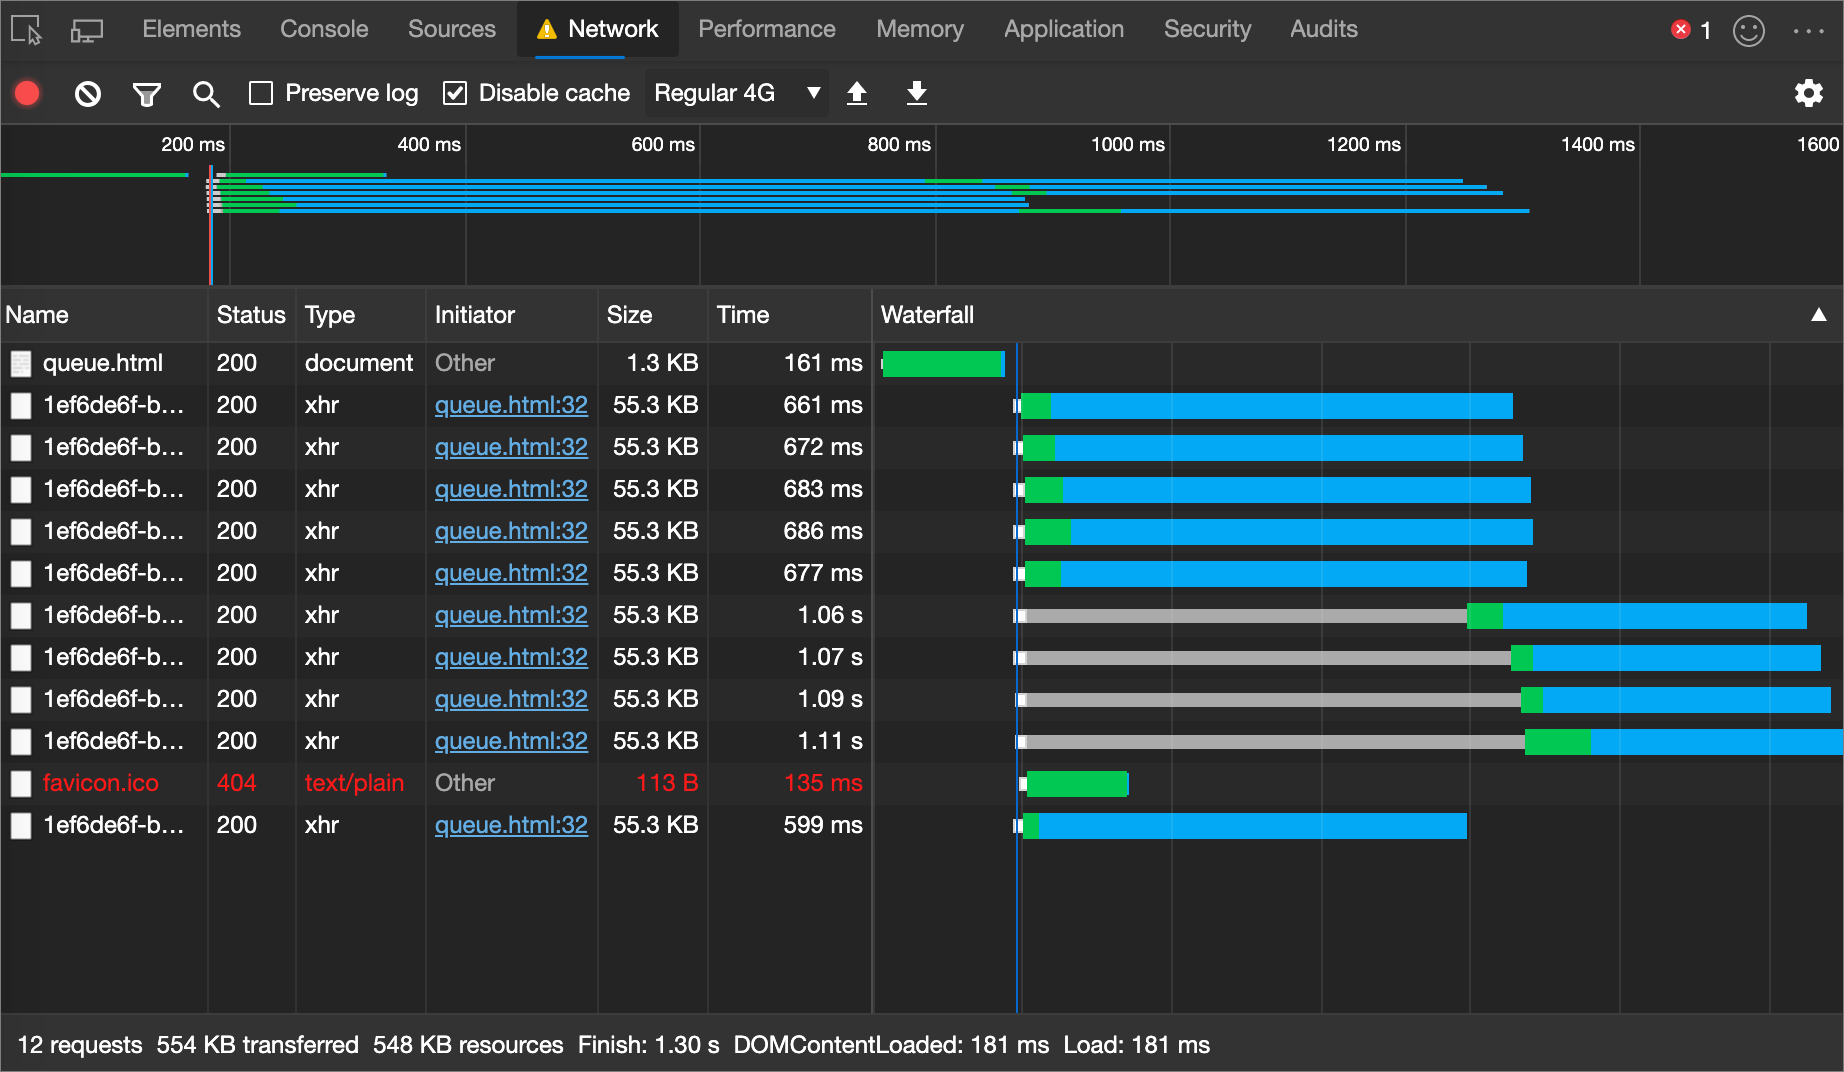 Elements Console Sources Network Performance Memory Application Security Audits 1
Preserve log Disable cache Regular 4G
200 ms 400 ms 600 ms 800 ms 1000 ms 1200 ms 1400 ms 1600
Name Status Type Initiator Size Time Waterfall
queue.html 200 document Other 1.3 KB 161 ms
1ef6de6f-b... 200 xhr queue.html:32 55.3 KB 661 ms
1ef6de6f-b... 200 xhr queue.html:32 55.3 KB 672 ms
1ef6de6f-b... 200 xhr queue.html:32 55.3 KB 683 ms
1ef6de6f-b... 200 xhr queue.html:32 55.3 KB 686 ms
1ef6de6f-b... 200 xhr queue.html:32 55.3 KB 677 ms
1ef6de6f-b... 200 xhr queue.html:32 55.3 KB 1.06 s
1ef6de6f-b... 200 xhr queue.html:32 55.3 KB 1.07 s
1ef6de6f-b... 200 xhr queue.html:32 55.3 KB 1.09 s
1ef6de6f-b... 200 xhr queue.html:32 55.3 KB 1.11 s
favicon.ico 404 text/plain Other 113 B 135 ms
1ef6de6f-b... 200 xhr queue.html:32 55.3 KB 599 ms
12 requests 554 KB transferred 548 KB resources Finish: 1.30 s DOMContentLoaded: 181 ms Load: 181 ms